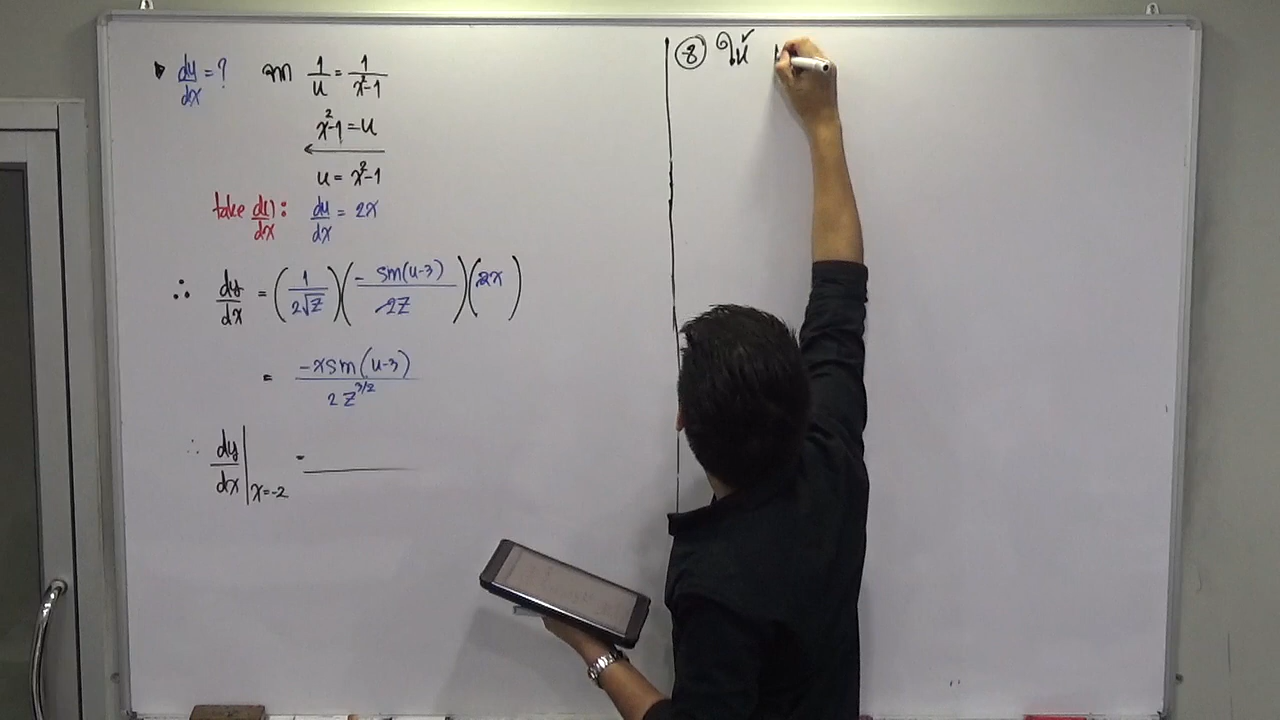 dy/dx = ? จาก 1/u = 1/(x²-1)
x²-1 = u
u = x²-1
take d( )/dx : du/dx = 2x
∴ dy/dx = (1/(2√z))(- sin(u-3)/(2z))(2x)
= -x sin(u-3)/(2z^(3/2))
∴ dy/dx|x=-2 =
⑧ ให้